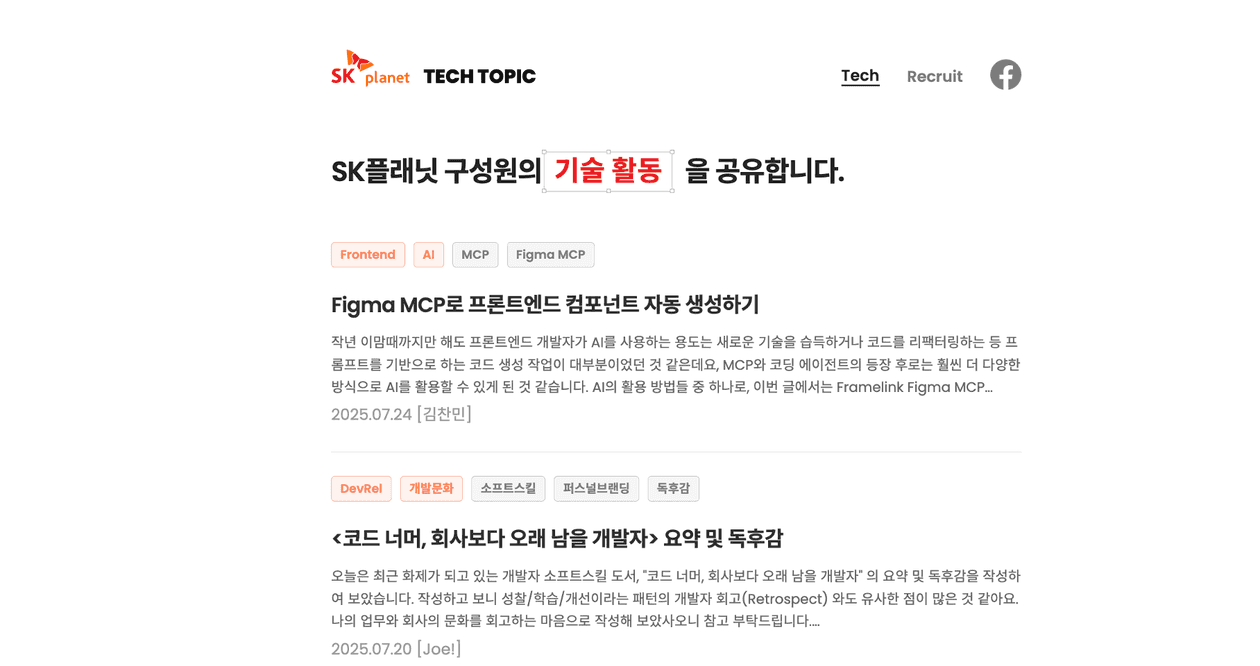 SK planet TECH TOPIC
Tech Recruit
SK플래닛 구성원의 기술 활동 을 공유합니다.
Frontend AI MCP Figma MCP
Figma MCP로 프론트엔드 컴포넌트 자동 생성하기
작년 이맘때까지만 해도 프론트엔드 개발자가 AI를 사용하는 용도는 새로운 기술을 습득하거나 코드를 리팩터링하는 등 프
롬프트를 기반으로 하는 코드 생성 작업이 대부분이었던 것 같은데요, MCP와 코딩 에이전트의 등장 후로는 훨씬 더 다양한
방식으로 AI를 활용할 수 있게 된 것 같습니다. AI의 활용 방법들 중 하나로, 이번 글에서는 Framelink Figma MCP...
2025.07.24 [김찬민]
DevRel 개발문화 소프트스킬 퍼스널브랜딩 독후감
<코드 너머, 회사보다 오래 남을 개발자> 요약 및 독후감
오늘은 최근 화제가 되고 있는 개발자 소프트스킬 도서, "코드 너머, 회사보다 오래 남을 개발자" 의 요약 및 독후감을 작성하
여 보았습니다. 작성하고 보니 성찰/학습/개선이라는 패턴의 개발자 회고(Retrospect) 와도 유사한 점이 많은 것 같아요.
나의 업무와 회사의 문화를 회고하는 마음으로 작성해 보았사오니 참고 부탁드립니다....
2025.07.20 [Joe!]